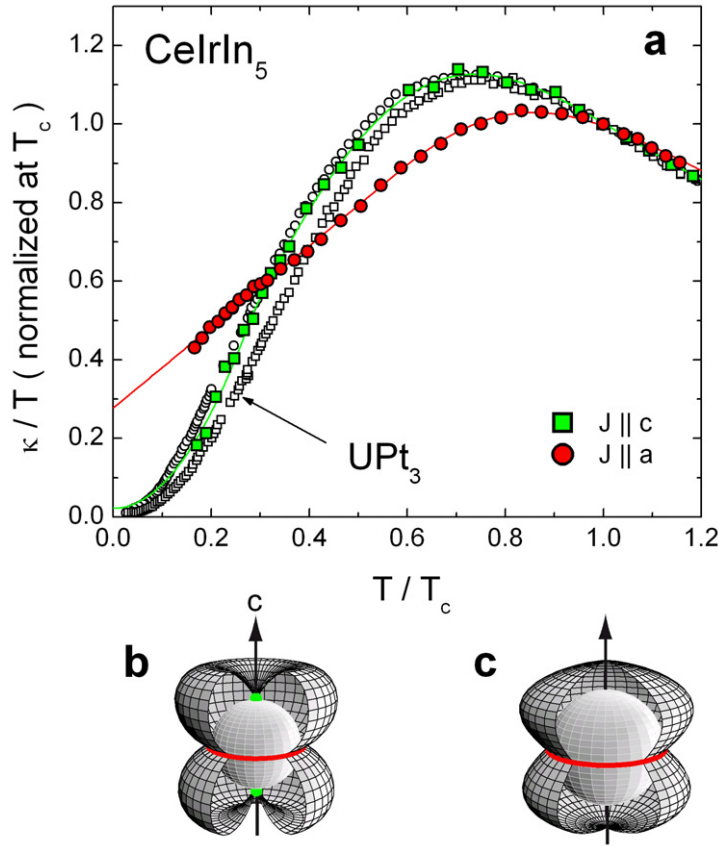 CeIrIn5
a
κ / T ( normalized at Tc )
1.2
1.0
0.8
0.6
0.4
0.2
0.0
UPt3
J || c
J || a
0.0 0.2 0.4 0.6 0.8 1.0 1.2
T / Tc
b
c
c